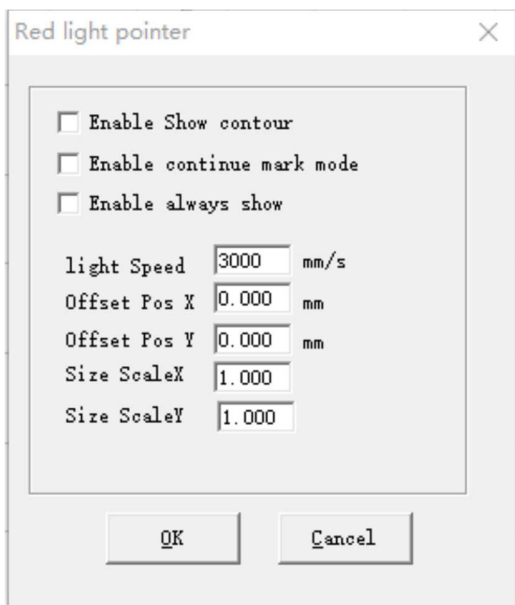 Red light pointer
Enable Show contour
Enable continue mark mode
Enable always show
light Speed 3000 mm/s
Offset Pos X 0.000 mm
Offset Pos Y 0.000 mm
Size ScaleX 1.000
Size ScaleY 1.000
OK Cancel